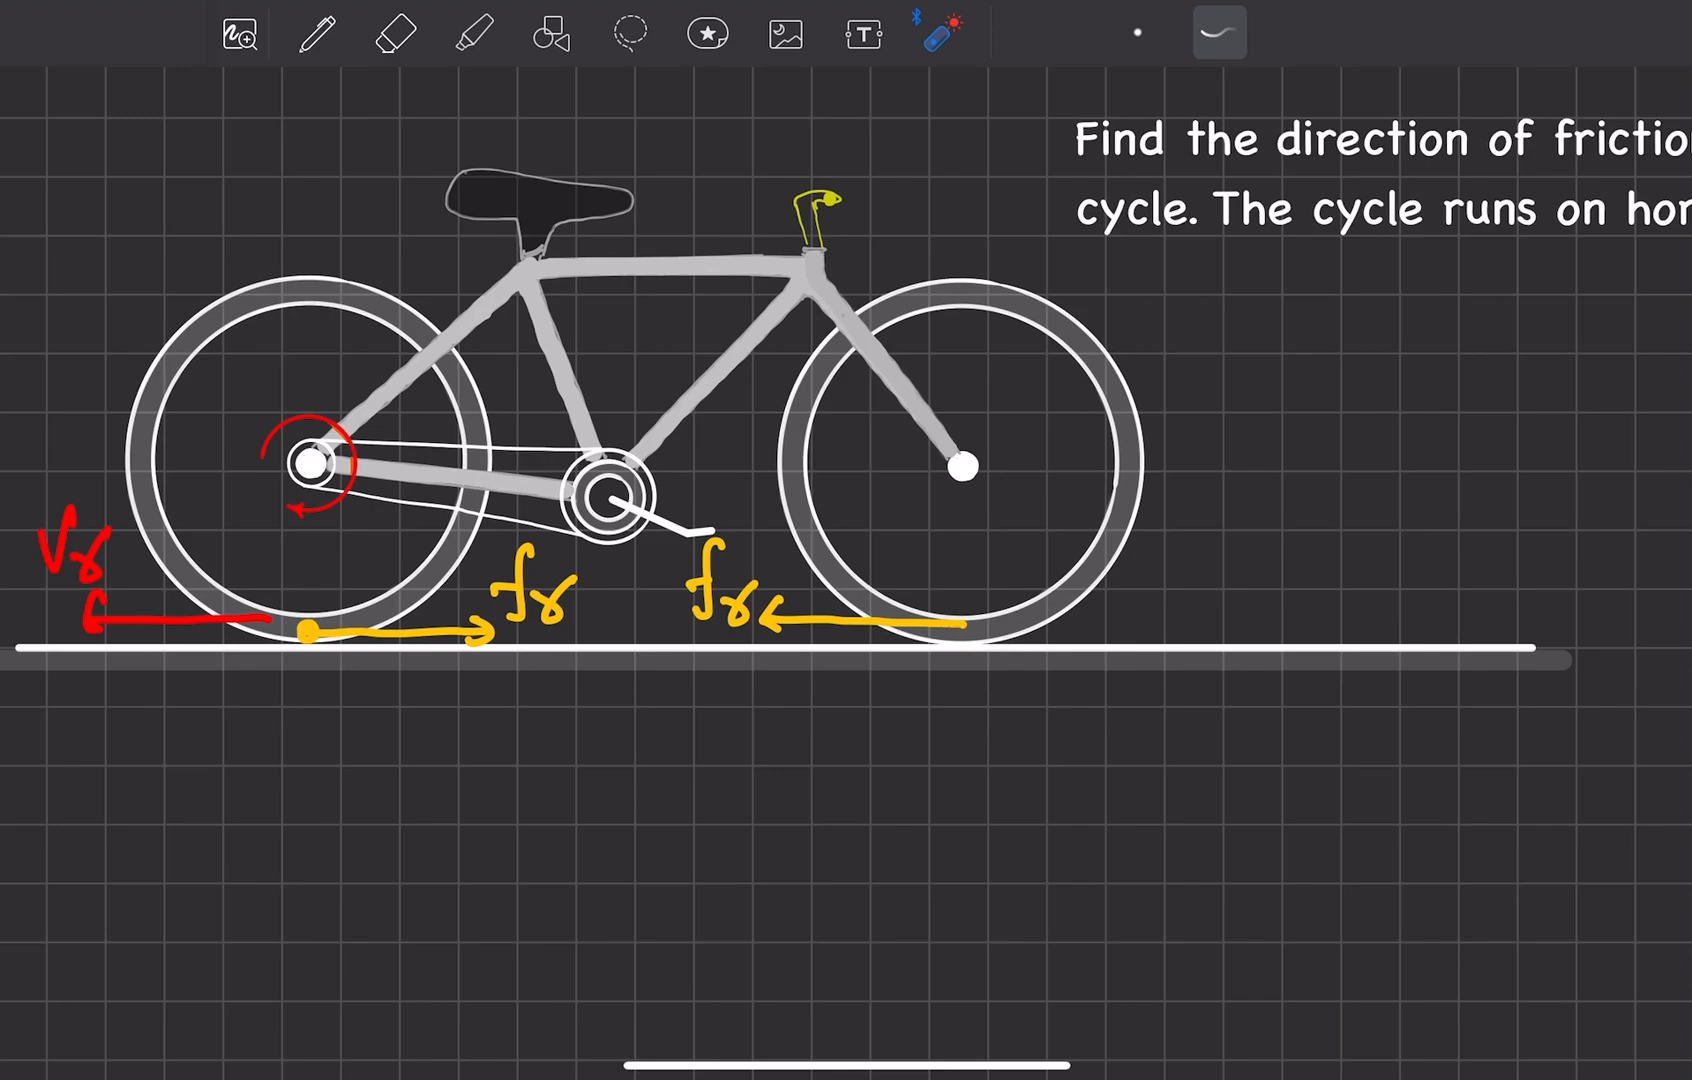 Find the direction of frictio
cycle. The cycle runs on hor
Vr
fr
fr
T